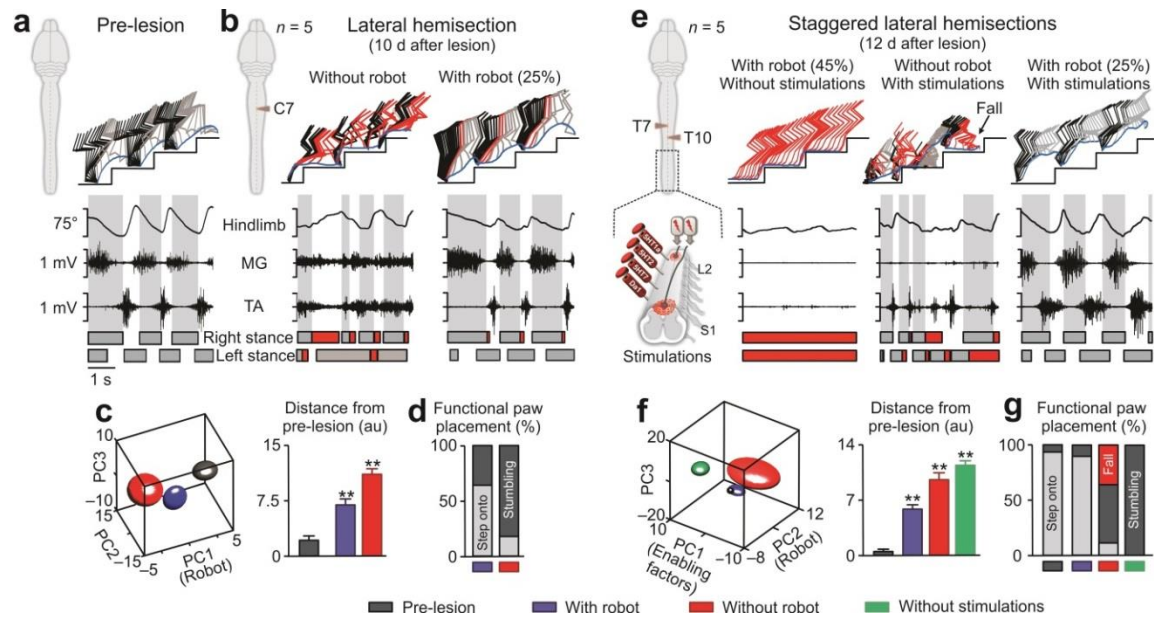 a
Pre-lesion
b
n = 5
Lateral hemisection
(10 d after lesion)
Without robot
With robot (25%)
C7
75°
Hindlimb
1 mV
MG
1 mV
TA
Right stance
Left stance
1 s
c
10
PC3
–10
–15
PC2
–15
–5
PC1
(Robot)
5
Distance from
pre-lesion (au)
15
7.5
0
**
**
d
Functional paw
placement (%)
100
50
0
Step onto
Stumbling
e
n = 5
Staggered lateral hemisections
(12 d after lesion)
With robot (45%)
Without stimulations
Without robot
With stimulations
With robot (25%)
With stimulations
Fall
T7
T10
L2
S1
Stimulations
f
20
PC3
–20
10
PC1
(Enabling
factors)
–10
–8
PC2
(Robot)
12
Distance from
pre-lesion (au)
14
7
0
**
**
**
g
Functional paw
placement (%)
100
50
0
Step onto
Fall
Stumbling
Pre-lesion
With robot
Without robot
Without stimulations